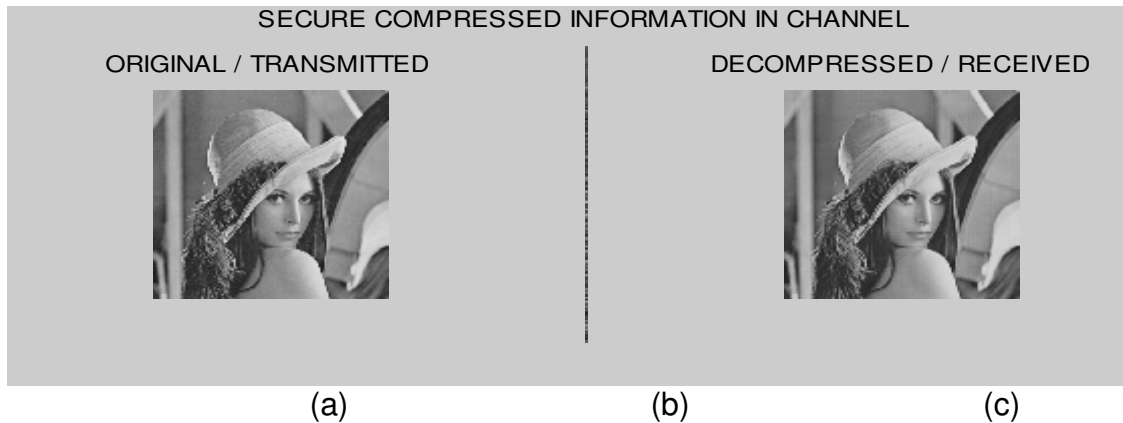 SECURE COMPRESSED INFORMATION IN CHANNEL
ORIGINAL / TRANSMITTED
DECOMPRESSED / RECEIVED
(a) (b) (c)